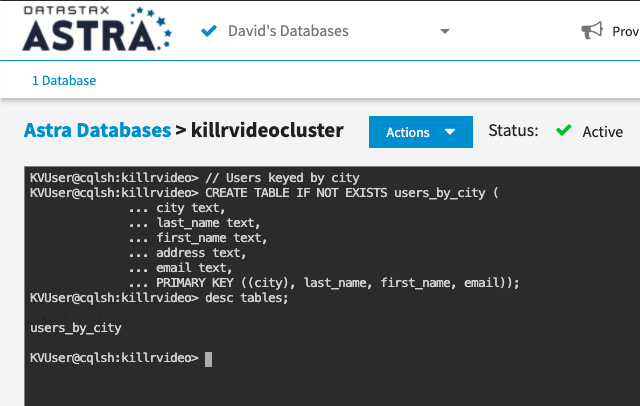 DATASTAX
ASTRA
David's Databases
Prov
1 Database
Astra Databases > killrvideocluster
Actions
Status:
Active
KVUser@cqlsh:killrvideo> // Users keyed by city
KVUser@cqlsh:killrvideo> CREATE TABLE IF NOT EXISTS users_by_city (
... city text,
... last_name text,
... first_name text,
... address text,
... email text,
... PRIMARY KEY ((city), last_name, first_name, email));
KVUser@cqlsh:killrvideo> desc tables;
users_by_city
KVUser@cqlsh:killrvideo>